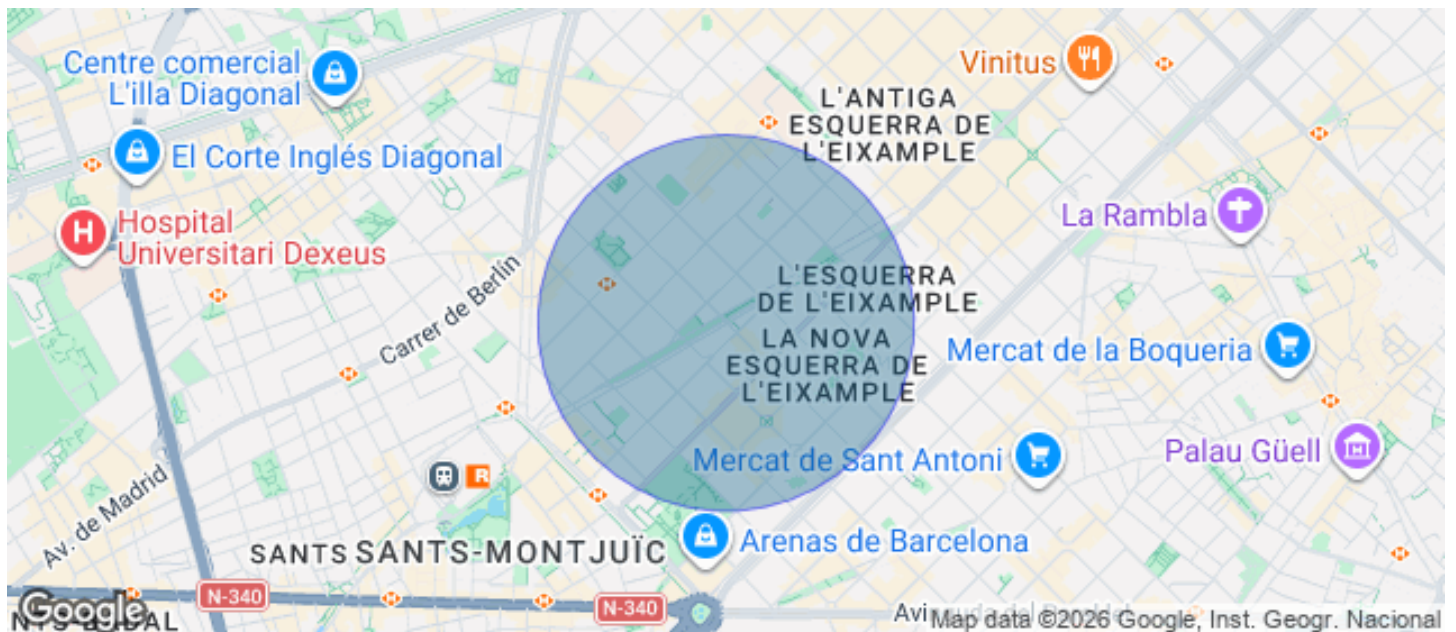 Centre comercial
L'illa Diagonal
Vinitus
L'ANTIGA
ESQUERRA DE
L'EIXAMPLE
El Corte Inglés Diagonal
Hospital
Universitari Dexeus
La Rambla
L'ESQUERRA
DE L'EIXAMPLE
Carrer de Berlín
LA NOVA
ESQUERRA DE
L'EIXAMPLE
Mercat de la Boqueria
Mercat de Sant Antoni
Palau Güell
Av. de Madrid
SANTS
SANTS-MONTJUÏC
Arenas de Barcelona
N-340
N-340
Google
Map data ©2026 Google, Inst. Geogr. Nacional